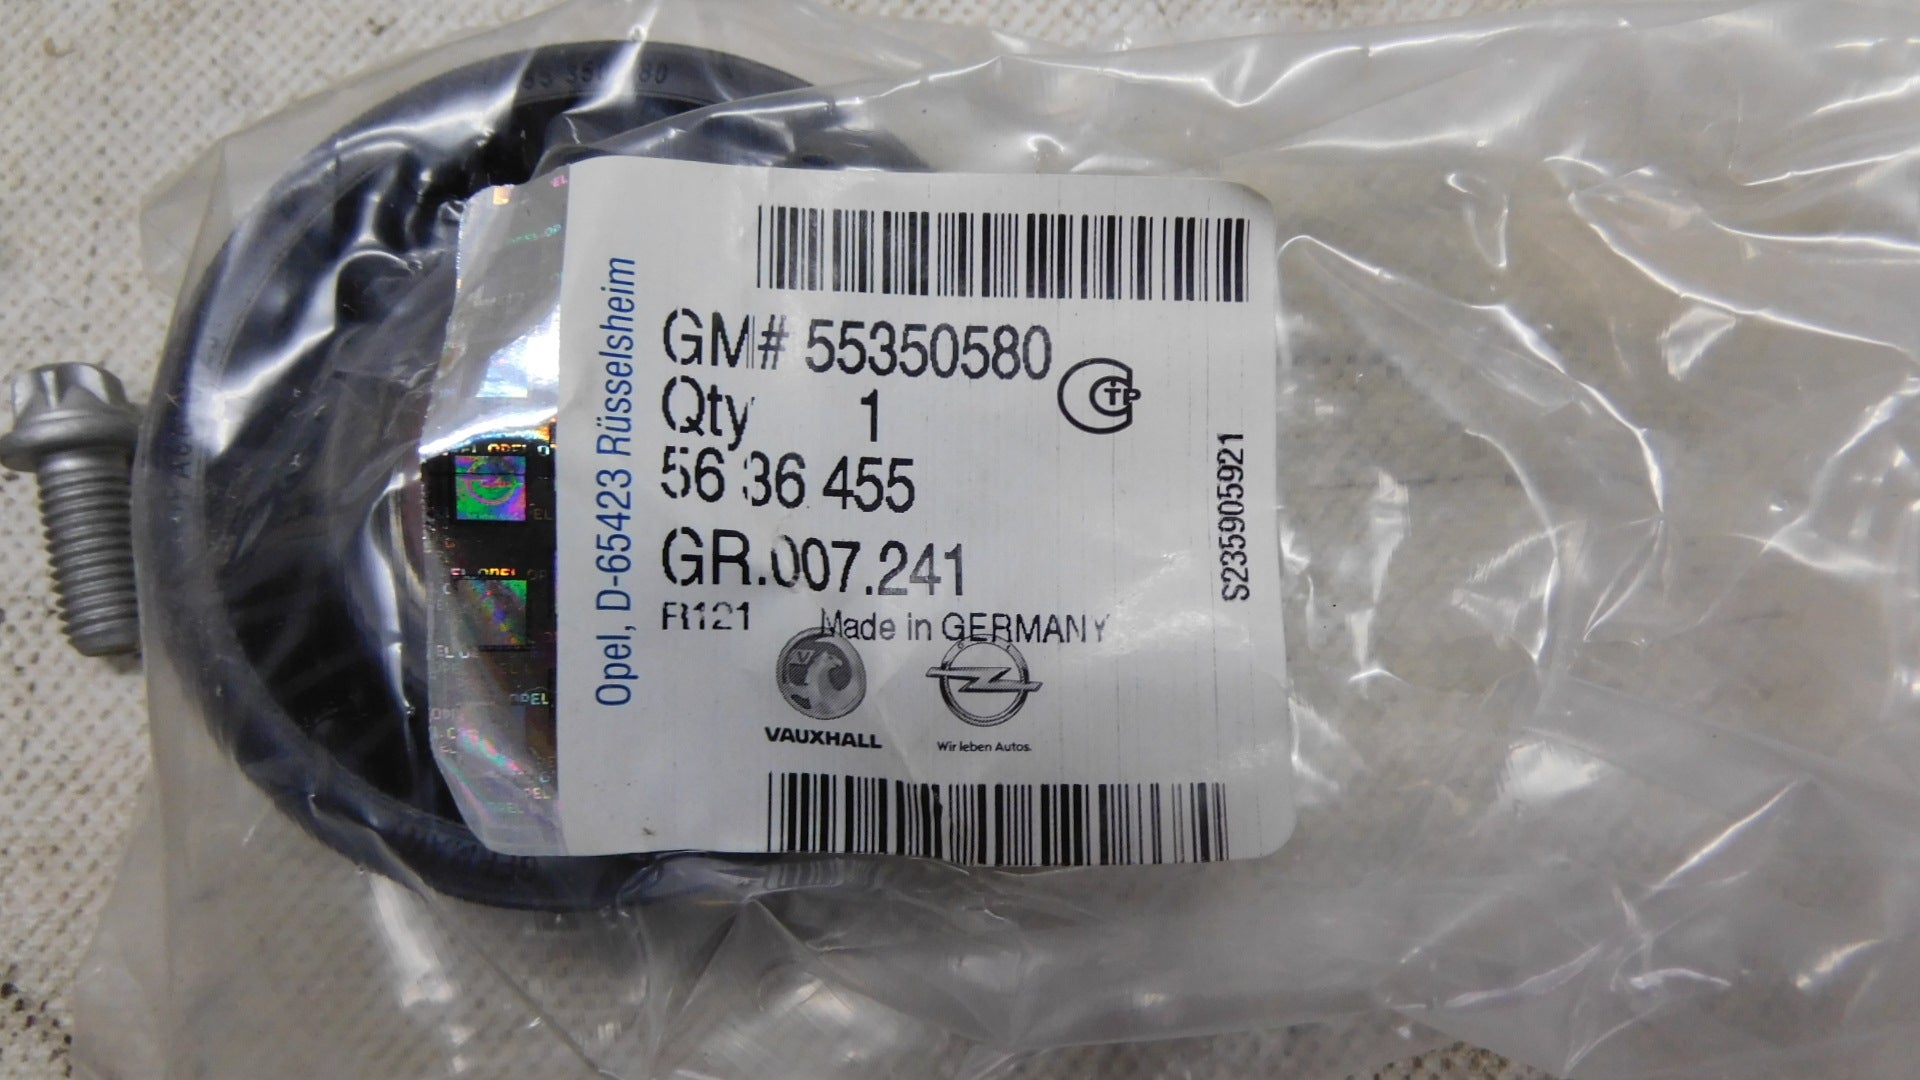 Opel, D-65423 Rüsselsheim
GM# 55350580
Qty 1
56 36 455
GR.007.241
R121 Made in GERMANY
VAUXHALL
Wir leben Autos.
S235905921